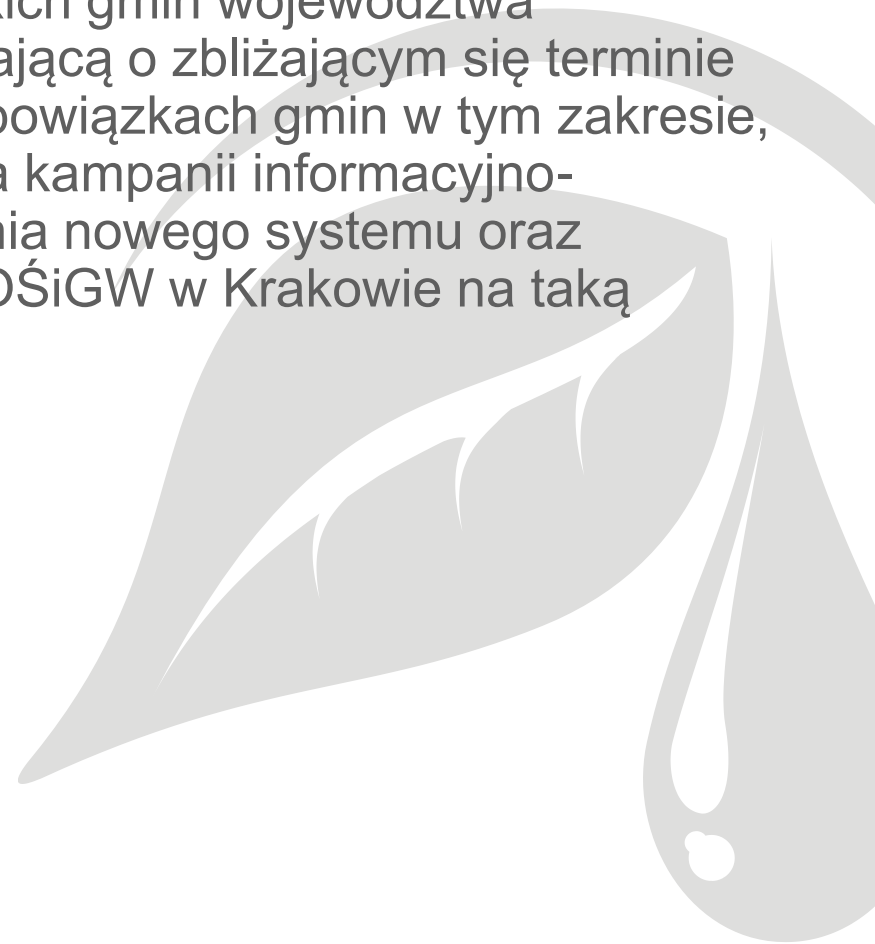 kich gmin województwa
ającą o zbliżającym się terminie
bowiązkach gmin w tym zakresie,
a kampanii informacyjno-
nia nowego systemu oraz
OŚiGW w Krakowie na taką